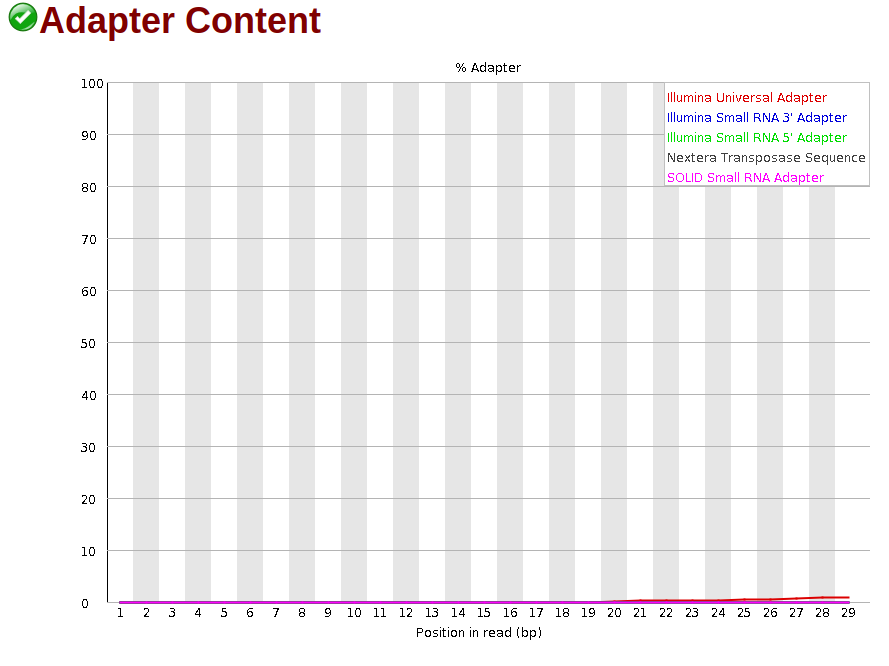 Adapter Content
% Adapter
Illumina Universal Adapter
Illumina Small RNA 3' Adapter
Illumina Small RNA 5' Adapter
Nextera Transposase Sequence
SOLID Small RNA Adapter
100
90
80
70
60
50
40
30
20
10
0
1 2 3 4 5 6 7 8 9 10 11 12 13 14 15 16 17 18 19 20 21 22 23 24 25 26 27 28 29
Position in read (bp)